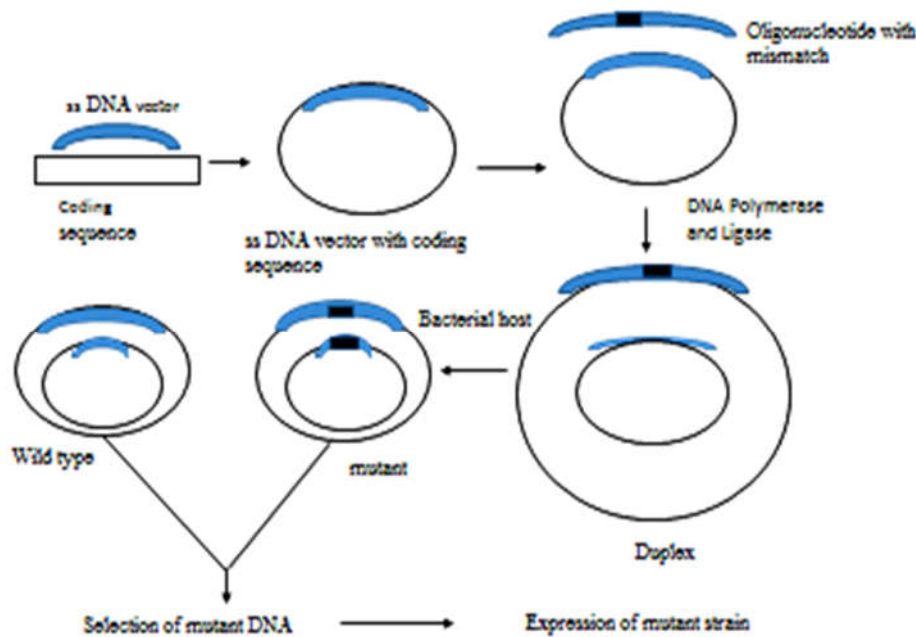 ss DNA vector
Coding
sequence
ss DNA vector with coding
sequence
Oligonucleotide with
mismatch
DNA Polymerase
and Ligase
Duplex
Bacterial host
mutant
Wild type
Selection of mutant DNA
Expression of mutant strain